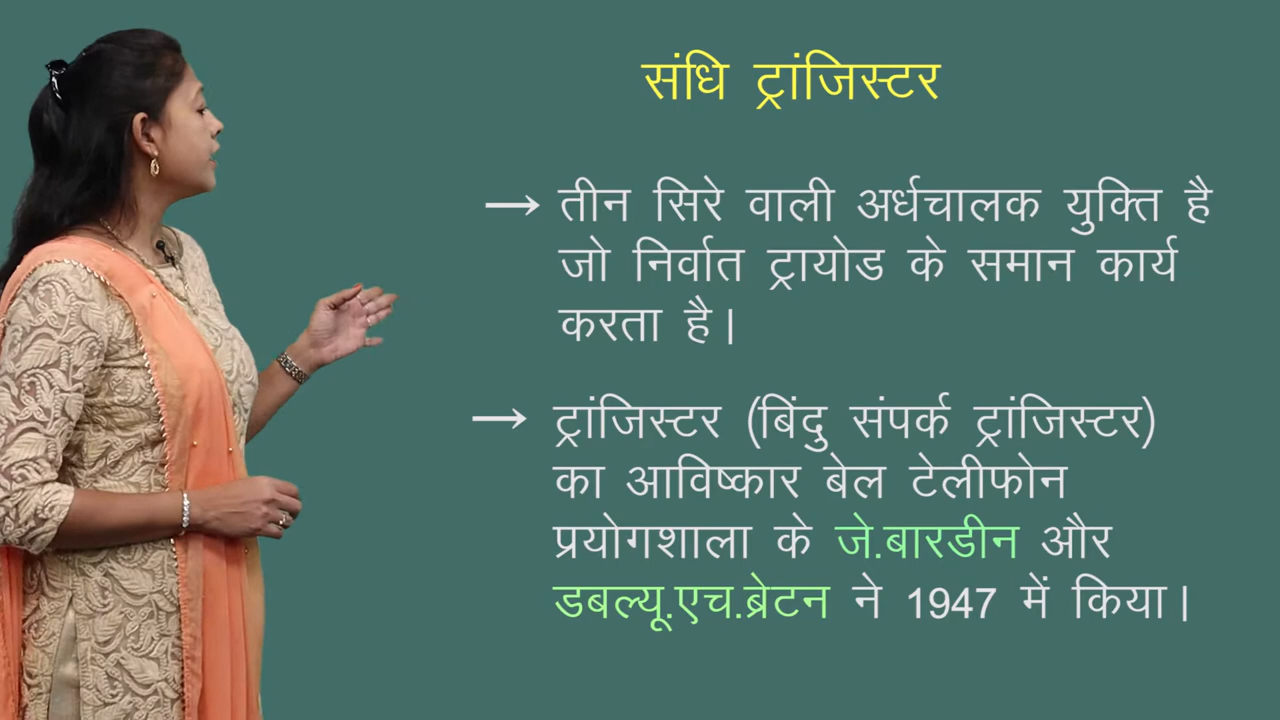 संधि ट्रांजिस्टर
→ तीन सिरे वाली अर्धचालक युक्ति है
जो निर्वात ट्रायोड के समान कार्य
करता है।
→ ट्रांजिस्टर (बिंदु संपर्क ट्रांजिस्टर)
का आविष्कार बेल टेलीफोन
प्रयोगशाला के जे.बारडीन और
डबल्यू.एच.ब्रेटन ने 1947 में किया।